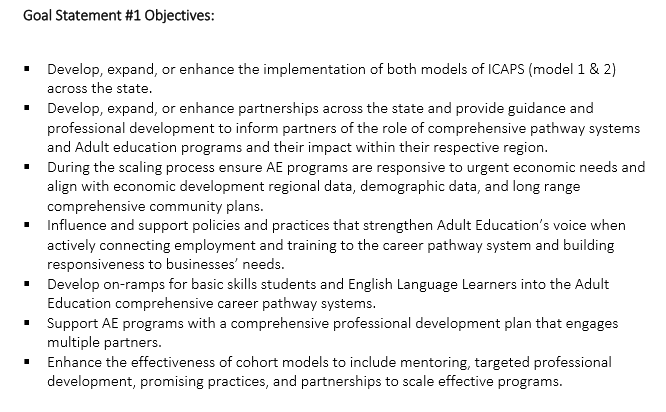 Goal Statement #1 Objectives:
▪ Develop, expand, or enhance the implementation of both models of ICAPS (model 1 & 2)
across the state.
▪ Develop, expand, or enhance partnerships across the state and provide guidance and
professional development to inform partners of the role of comprehensive pathway systems
and Adult education programs and their impact within their respective region.
▪ During the scaling process ensure AE programs are responsive to urgent economic needs and
align with economic development regional data, demographic data, and long range
comprehensive community plans.
▪ Influence and support policies and practices that strengthen Adult Education's voice when
actively connecting employment and training to the career pathway system and building
responsiveness to businesses' needs.
▪ Develop on-ramps for basic skills students and English Language Learners into the Adult
Education comprehensive career pathway systems.
▪ Support AE programs with a comprehensive professional development plan that engages
multiple partners.
▪ Enhance the effectiveness of cohort models to include mentoring, targeted professional
development, promising practices, and partnerships to scale effective programs.